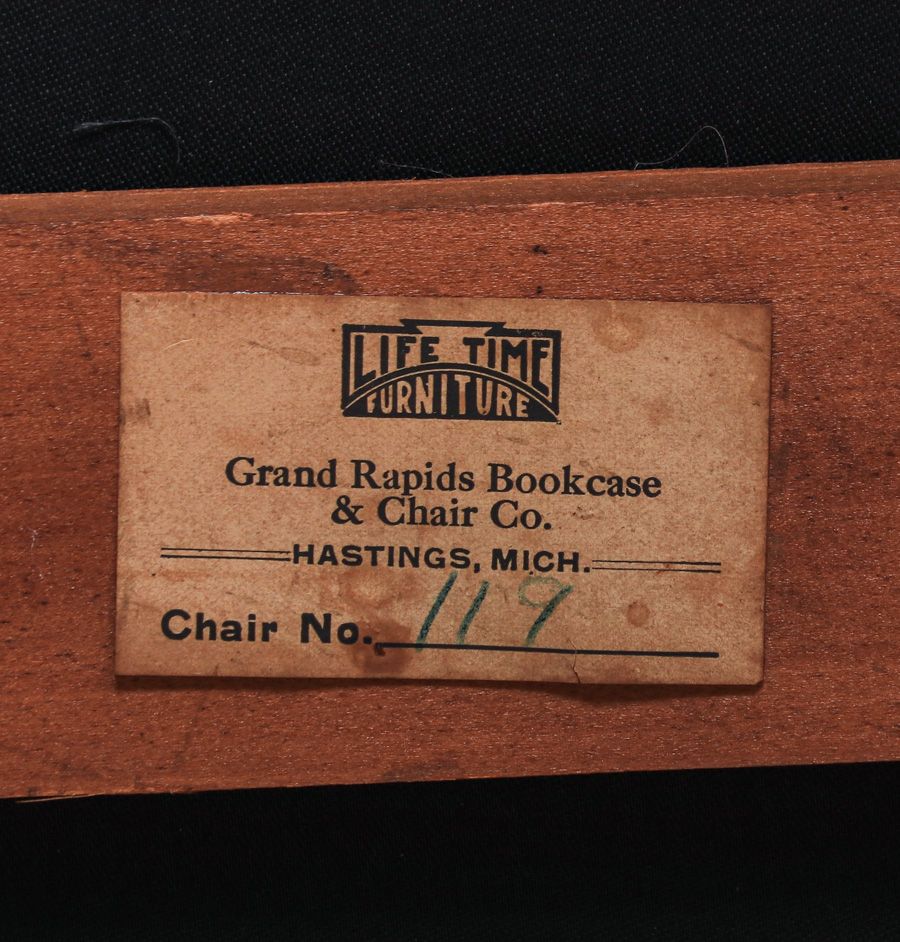 LIFE TIME
FURNITURE
Grand Rapids Bookcase
& Chair Co.
HASTINGS, MICH.
Chair No. 119